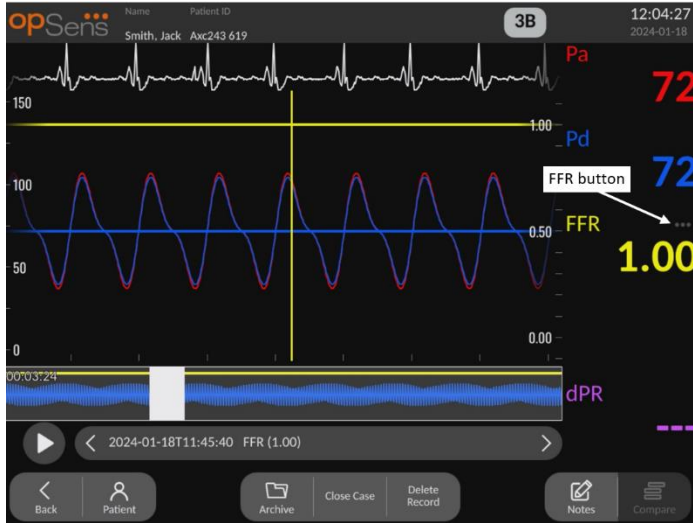 opSens
Name Patient ID
Smith, Jack Axc243 619
3B
12:04:27
2024-01-18
Pa
72
150
1.00
Pd
72
100
FFR button
0.50
FFR
1.00
50
0.00
0
00:03:24
dPR
---
2024-01-18T11:45:40 FFR (1.00)
Back
Patient
Archive
Close Case
Delete
Record
Notes
Compare